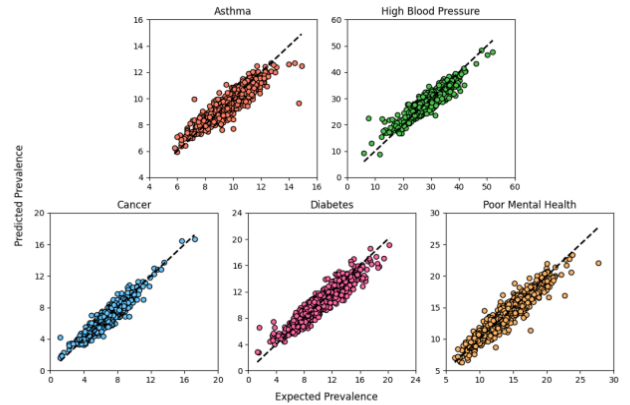 Asthma
High Blood Pressure
16
14
12
10
8
6
4
4 6 8 10 12 14 16
60
50
40
30
20
10
0
0 10 20 30 40 50 60
Predicted Prevalence
Cancer
Diabetes
Poor Mental Health
20
16
12
8
4
0
0 4 8 12 16 20
24
20
16
12
8
4
0
0 4 8 12 16 20 24
30
25
20
15
10
5
5 10 15 20 25 30
Expected Prevalence